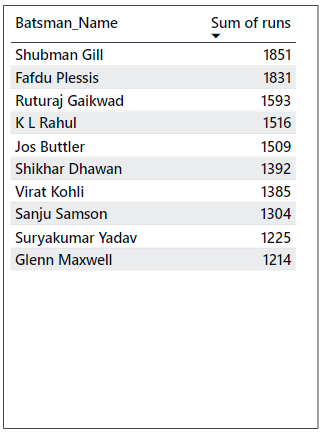 Batsman_Name Sum of runs
Shubman Gill 1851
Fafdu Plessis 1831
Ruturaj Gaikwad 1593
K L Rahul 1516
Jos Buttler 1509
Shikhar Dhawan 1392
Virat Kohli 1385
Sanju Samson 1304
Suryakumar Yadav 1225
Glenn Maxwell 1214